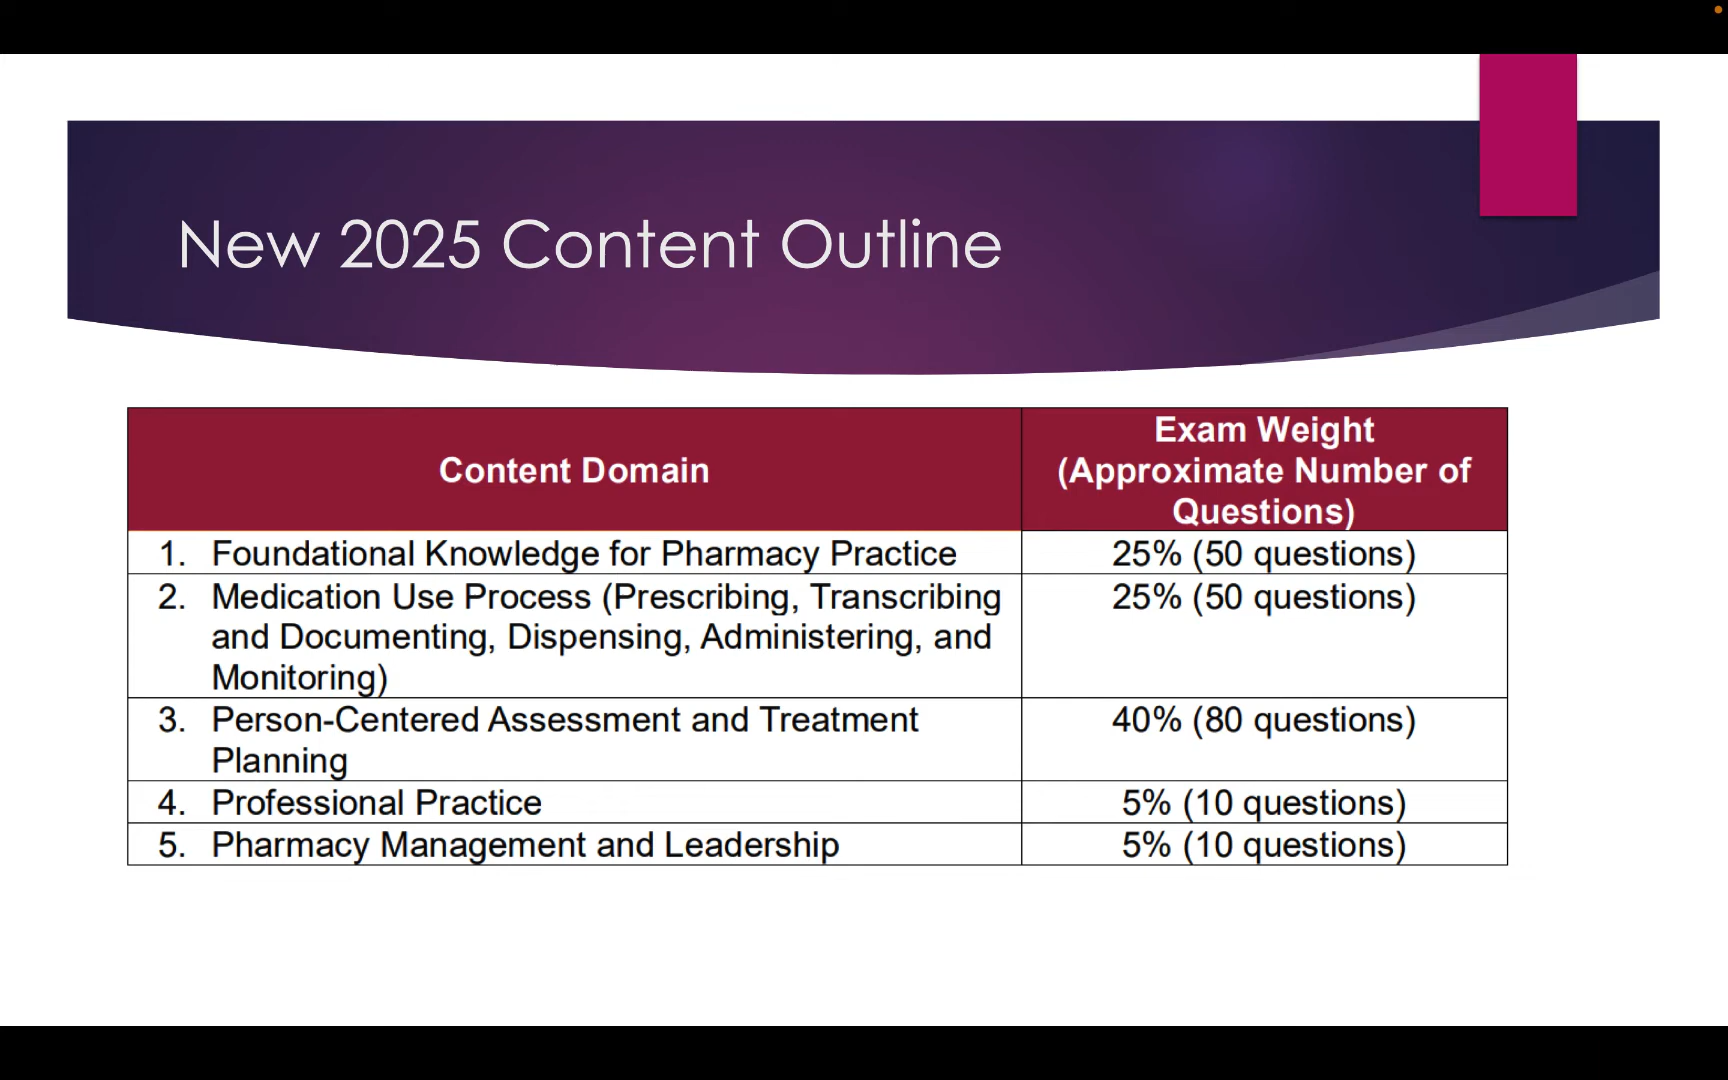 New 2025 Content Outline
Content Domain
Exam Weight
(Approximate Number of
Questions)
1. Foundational Knowledge for Pharmacy Practice
25% (50 questions)
2. Medication Use Process (Prescribing, Transcribing
and Documenting, Dispensing, Administering, and
Monitoring)
25% (50 questions)
3. Person-Centered Assessment and Treatment
Planning
40% (80 questions)
4. Professional Practice
5% (10 questions)
5. Pharmacy Management and Leadership
5% (10 questions)